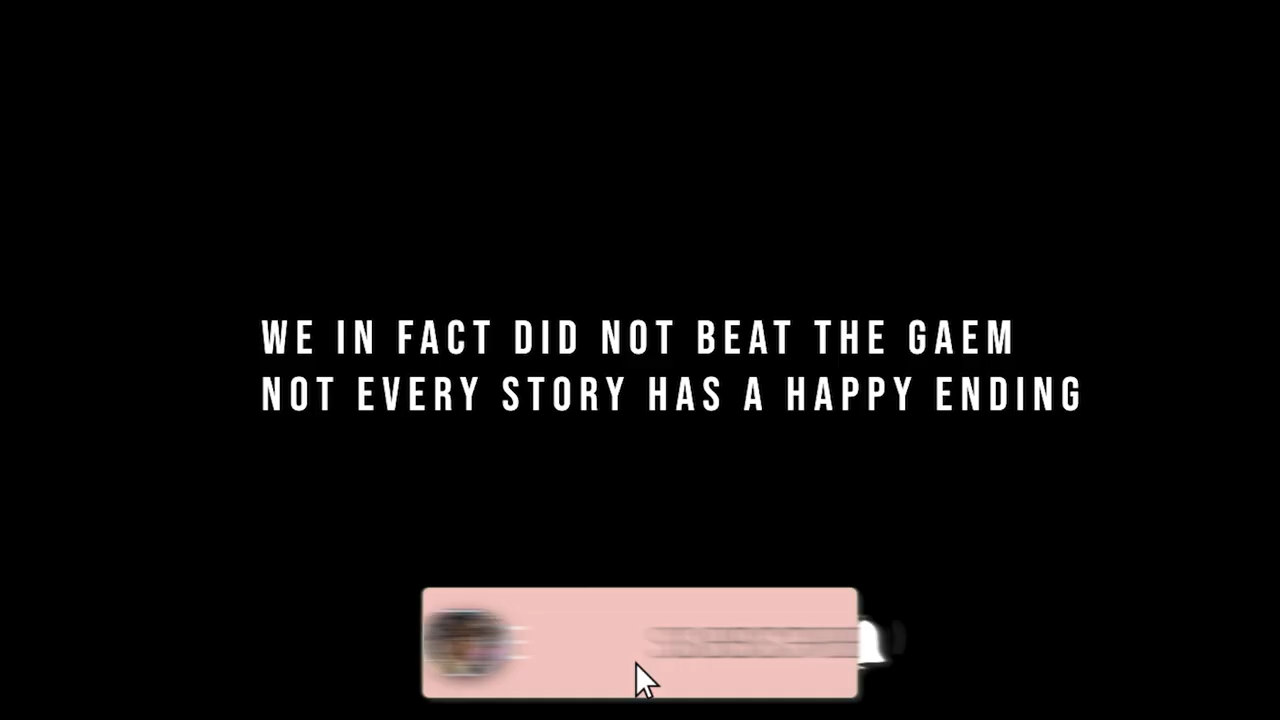 WE IN FACT DID NOT BEAT THE GAEM
NOT EVERY STORY HAS A HAPPY ENDING